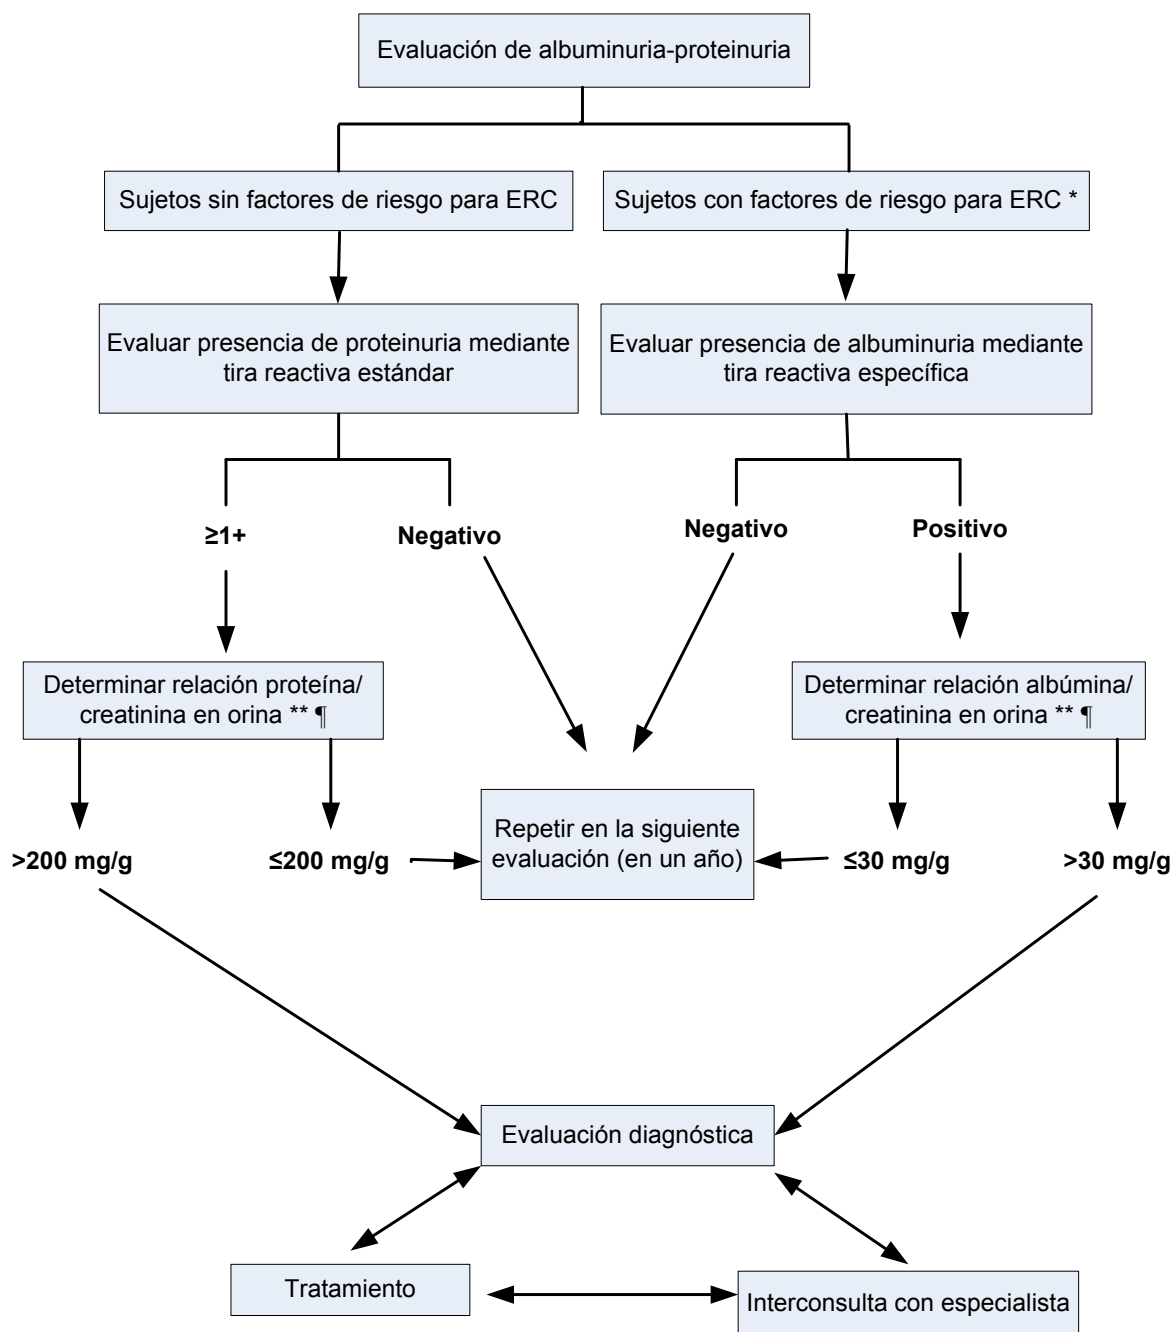 Evaluación de albuminuria-proteinuria
Sujetos sin factores de riesgo para ERC
Sujetos con factores de riesgo para ERC *
Evaluar presencia de proteinuria mediante
tira reactiva estándar
Evaluar presencia de albuminuria mediante
tira reactiva específica
≥1+
Negativo
Negativo
Positivo
Determinar relación proteína/
creatinina en orina ** ¶
Determinar relación albúmina/
creatinina en orina ** ¶
>200 mg/g
≤200 mg/g
Repetir en la siguiente
evaluación (en un año)
≤30 mg/g
>30 mg/g
Evaluación diagnóstica
Tratamiento
Interconsulta con especialista